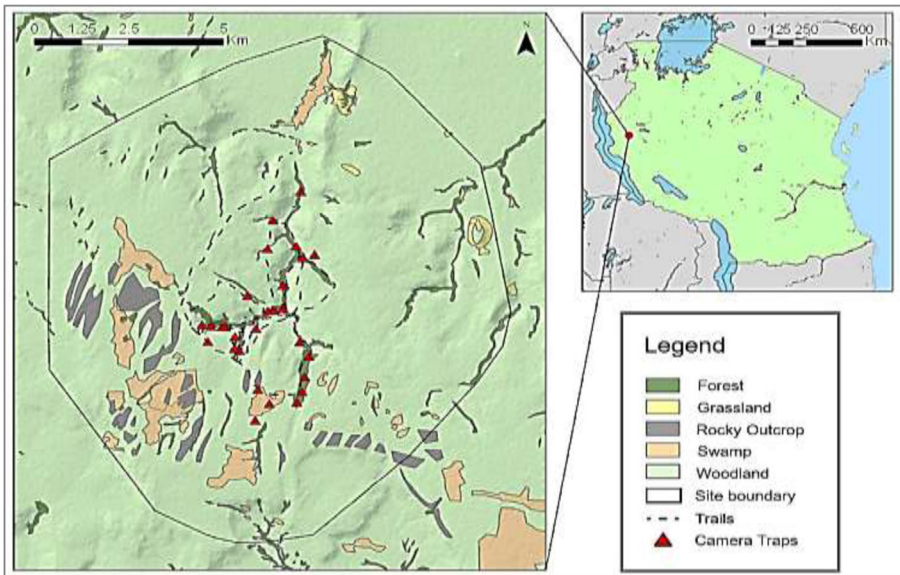 N
0 1.25 2.5 5
Km
0 125 250 500
Km
Legend
Forest
Grassland
Rocky Outcrop
Swamp
Woodland
Site boundary
Trails
Camera Traps